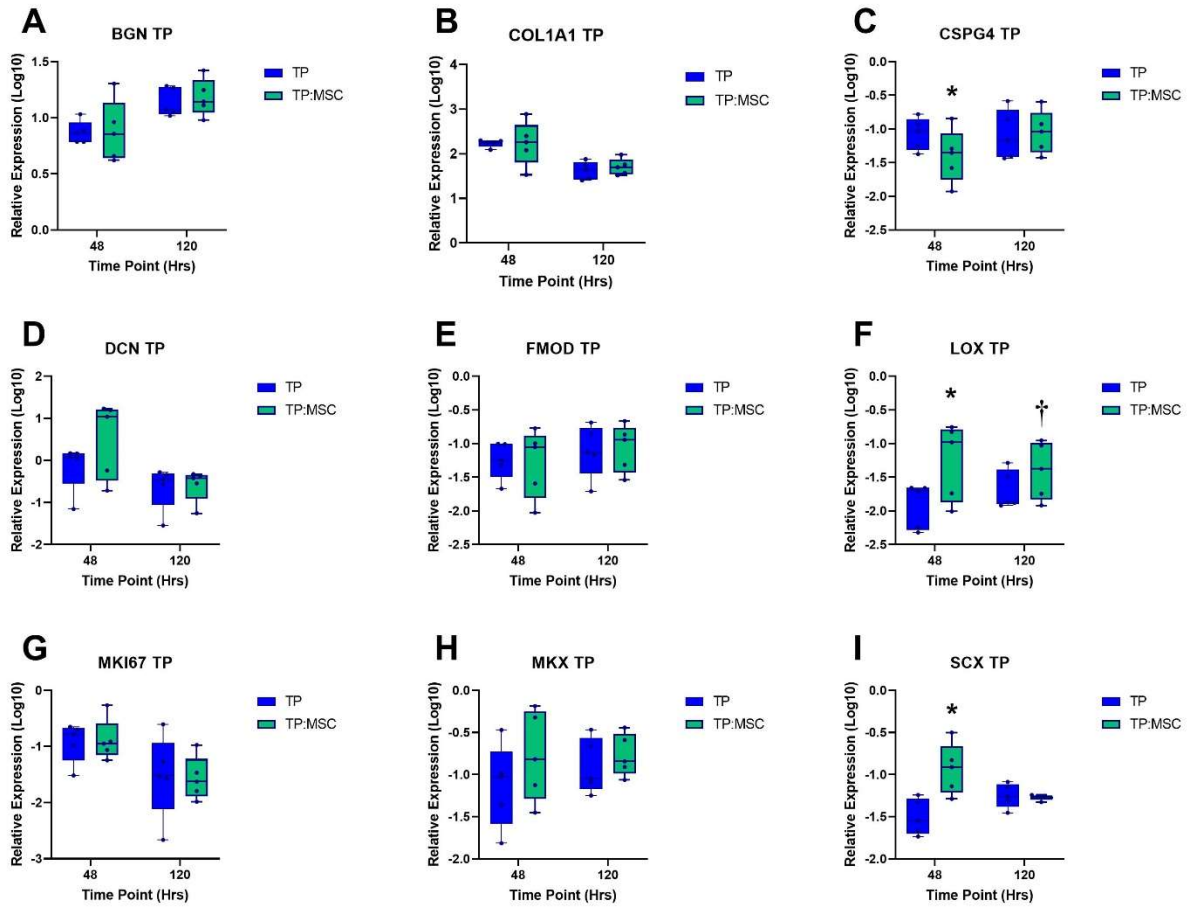 A
BGN TP
Relative Expression (Log10)
1.5
1.0
0.5
0.0
48
120
Time Point (Hrs)
TP
TP:MSC
B
COL1A1 TP
Relative Expression (Log10)
4
3
2
1
0
48
120
Time Point (Hrs)
TP
TP:MSC
C
CSPG4 TP
Relative Expression (Log10)
0.0
-0.5
-1.0
-1.5
-2.0
-2.5
*
48
120
Time Point (Hrs)
TP
TP:MSC
D
DCN TP
Relative Expression (Log10)
2
1
0
-1
-2
48
120
Time Point (Hrs)
TP
TP:MSC
E
FMOD TP
Relative Expression (Log10)
0.0
-0.5
-1.0
-1.5
-2.0
-2.5
48
120
Time Point (Hrs)
TP
TP:MSC
F
LOX TP
Relative Expression (Log10)
0.0
-0.5
-1.0
-1.5
-2.0
-2.5
*
†
48
120
Time Point (Hrs)
TP
TP:MSC
G
MKI67 TP
Relative Expression (Log10)
0
-1
-2
-3
48
120
Time Point (Hrs)
TP
TP:MSC
H
MKX TP
Relative Expression (Log10)
0.0
-0.5
-1.0
-1.5
-2.0
48
120
Time Point (Hrs)
TP
TP:MSC
I
SCX TP
Relative Expression (Log10)
0.0
-0.5
-1.0
-1.5
-2.0
*
48
120
Time Point (Hrs)
TP
TP:MSC